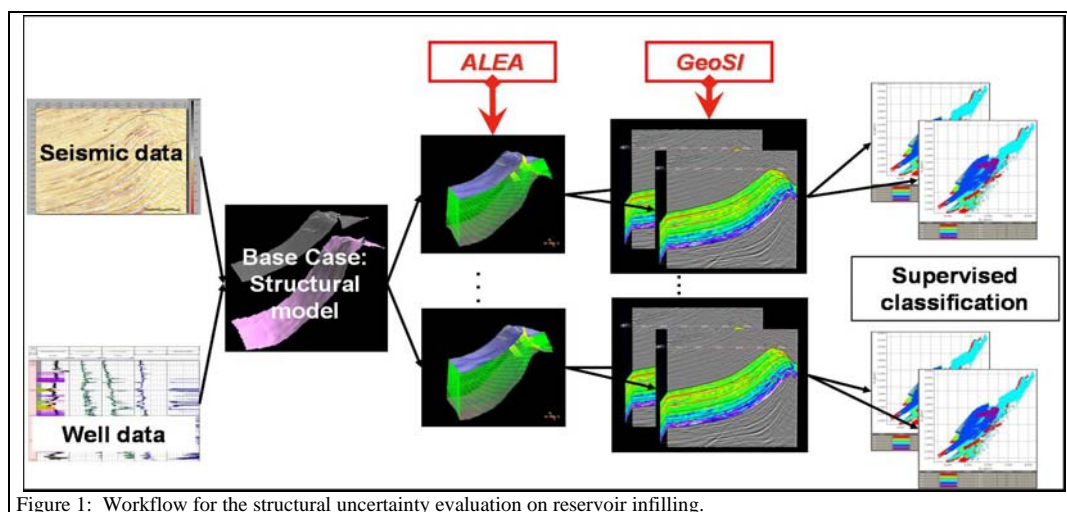 ALEA
GeoSI
Seismic data
Base Case:
Structural
model
Well data
Supervised
classification
Figure 1: Workflow for the structural uncertainty evaluation on reservoir infilling.